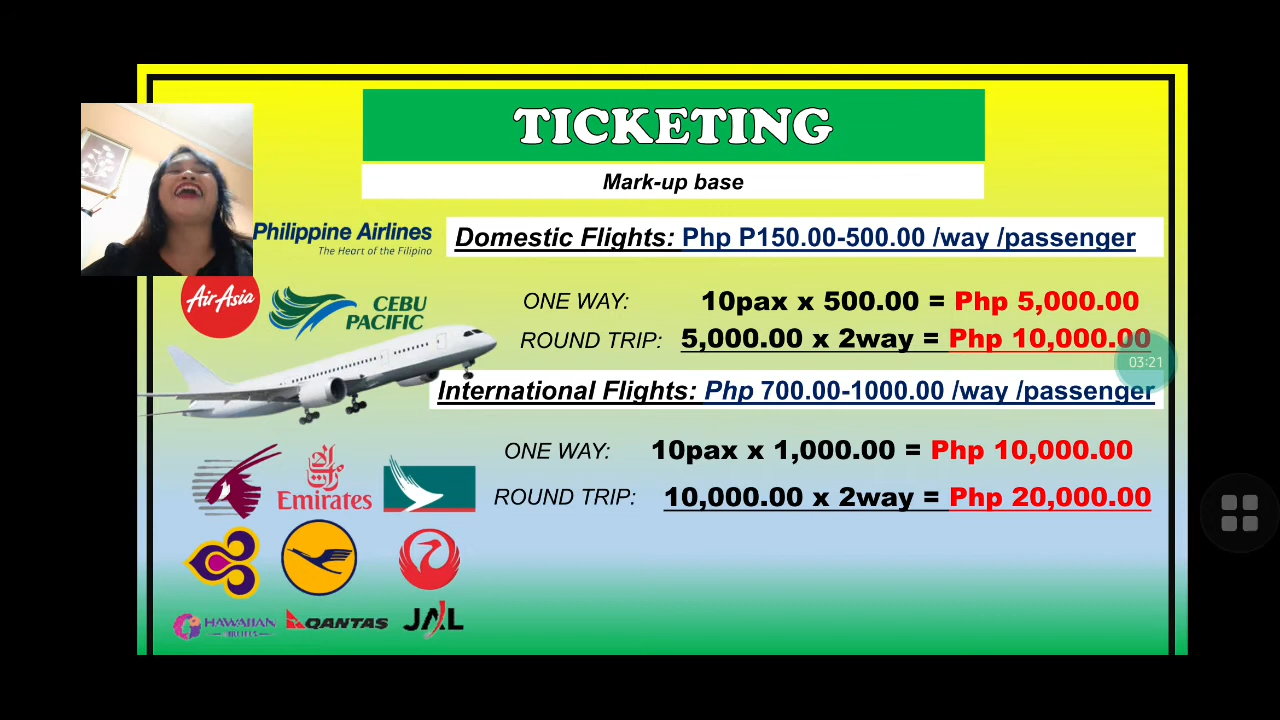 TICKETING
Mark-up base
Philippine Airlines
The Heart of the Filipino
Domestic Flights: Php P150.00-500.00 /way /passenger
AirAsia
CEBU
PACIFIC
ONE WAY: 10pax x 500.00 = Php 5,000.00
ROUND TRIP: 5,000.00 x 2way = Php 10,000.00
03:21
International Flights: Php 700.00-1000.00 /way /passenger
ONE WAY: 10pax x 1,000.00 = Php 10,000.00
Emirates
ROUND TRIP: 10,000.00 x 2way = Php 20,000.00
HAWAIIAN
AIRLINES
QANTAS
JAL